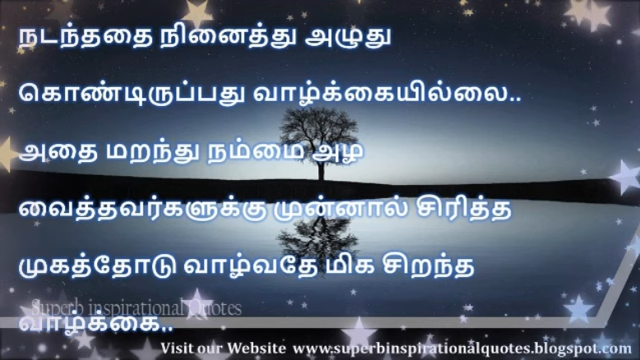 நடந்ததை நினைத்து அழுது
கொண்டிருப்பது வாழ்க்கையில்லை..
அதை மறந்து நம்மை அழ
வைத்தவர்களுக்கு முன்னால் சிரித்த
முகத்தோடு வாழ்வதே மிக சிறந்த
Superb inspirational Quotes
வாழ்க்கை..
Visit our Website www.superbinspirationalquotes.blogspot.com